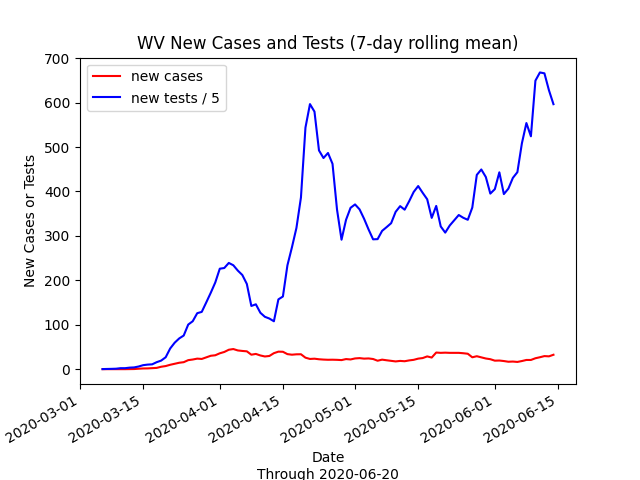 WV New Cases and Tests (7-day rolling mean)
new cases
new tests / 5
New Cases or Tests
700
600
500
400
300
200
100
0
2020-03-01
2020-03-15
2020-04-01
2020-04-15
2020-05-01
2020-05-15
2020-06-01
2020-06-15
Date
Through 2020-06-20